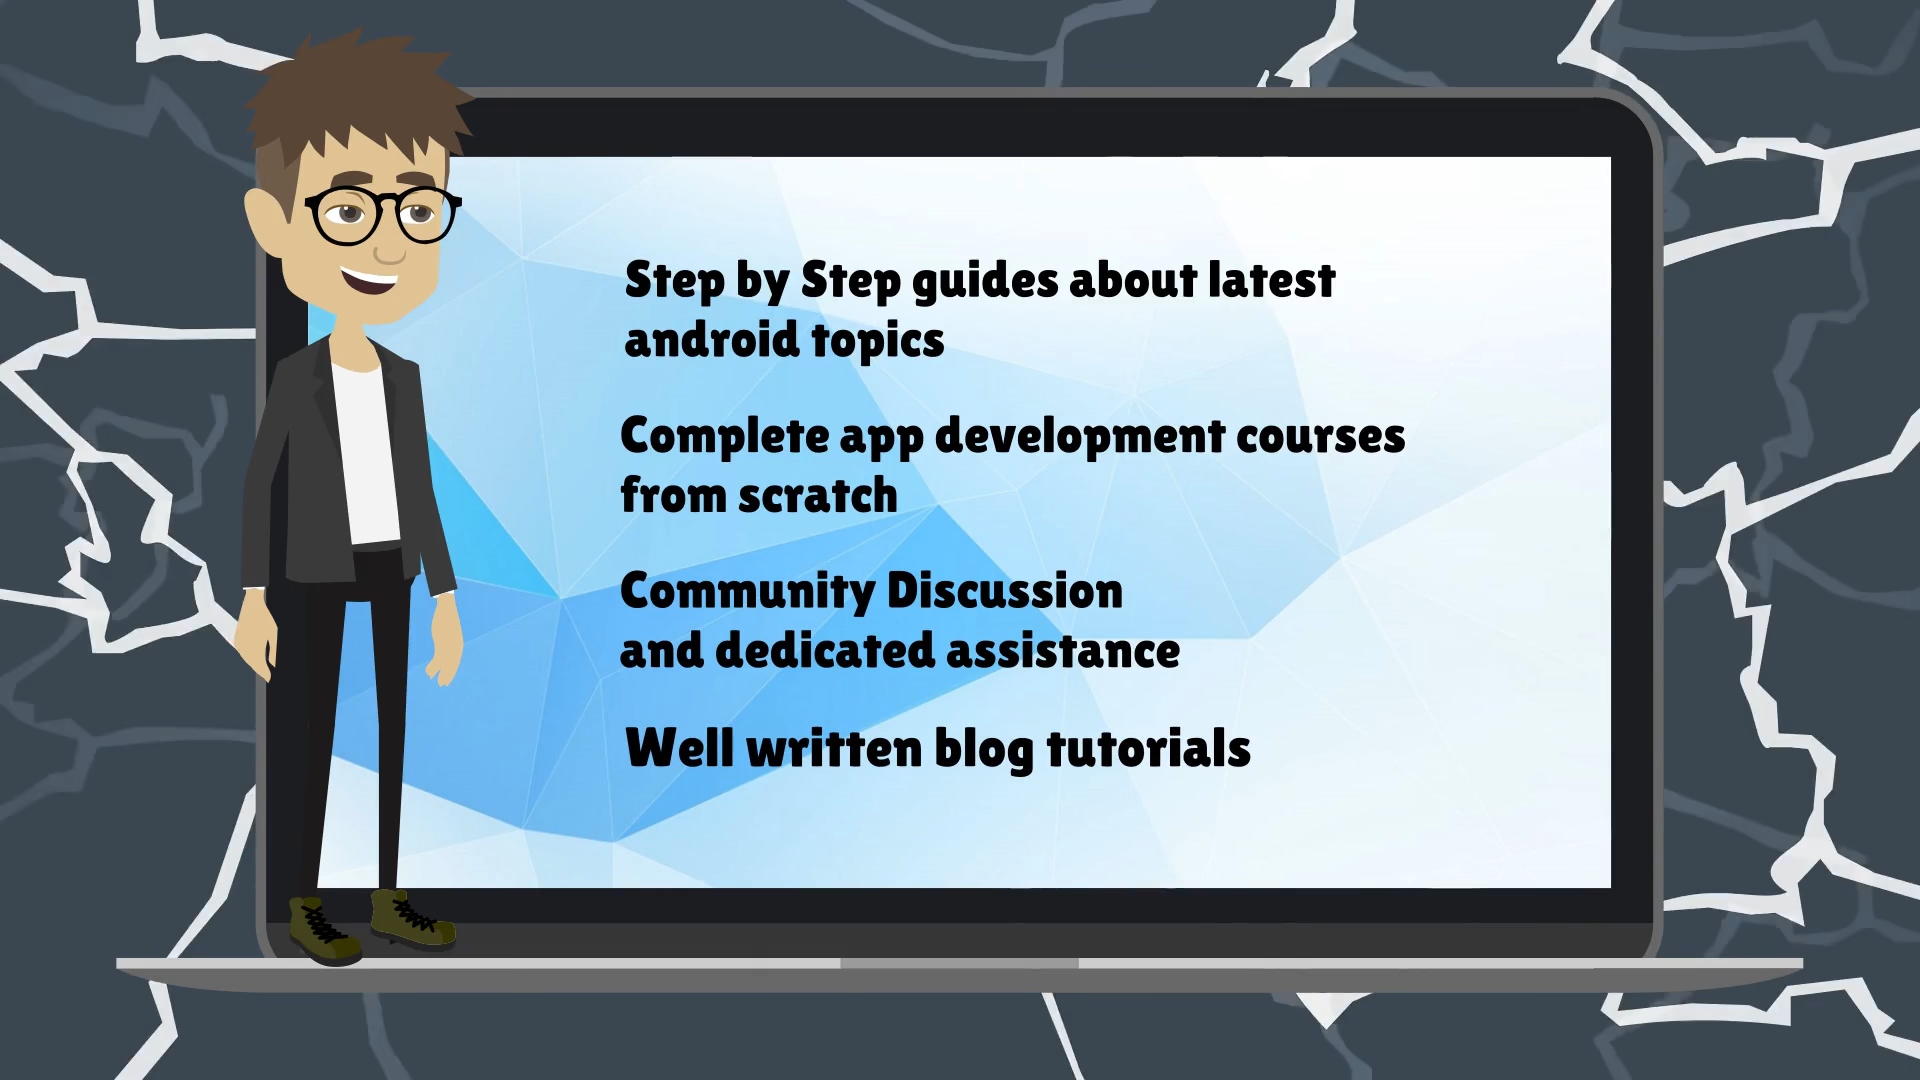 Step by Step guides about latest
android topics
Complete app development courses
from scratch
Community Discussion
and dedicated assistance
Well written blog tutorials